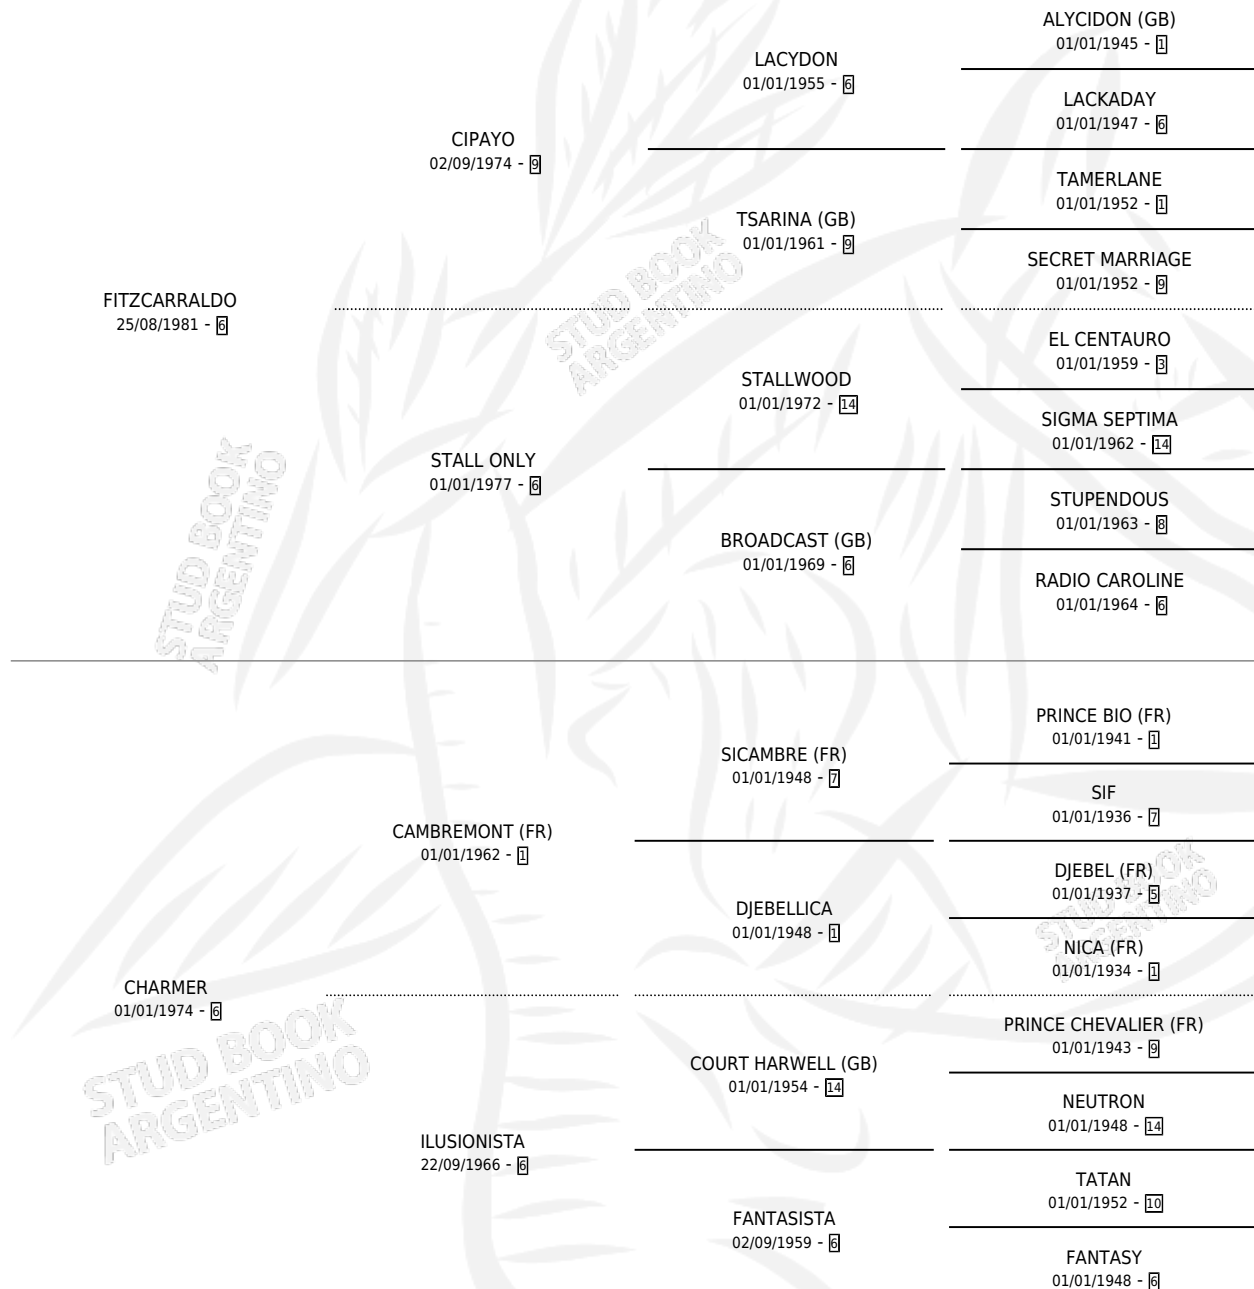 FITZCARRALDO
25/08/1981 - 6
CIPAYO
02/09/1974 - 9
STALL ONLY
01/01/1977 - 6
LACYDON
01/01/1955 - 6
TSARINA (GB)
01/01/1961 - 9
STALLWOOD
01/01/1972 - 14
BROADCAST (GB)
01/01/1969 - 6
ALYCIDON (GB)
01/01/1945 - 1
LACKADAY
01/01/1947 - 6
TAMERLANE
01/01/1952 - 1
SECRET MARRIAGE
01/01/1952 - 9
EL CENTAURO
01/01/1959 - 3
SIGMA SEPTIMA
01/01/1962 - 14
STUPENDOUS
01/01/1963 - 8
RADIO CAROLINE
01/01/1964 - 6
CHARMER
01/01/1974 - 6
CAMBREMONT (FR)
01/01/1962 - 1
ILUSIONISTA
22/09/1966 - 6
SICAMBRE (FR)
01/01/1948 - 7
DJEBELLICA
01/01/1948 - 1
COURT HARWELL (GB)
01/01/1954 - 14
FANTASISTA
02/09/1959 - 6
PRINCE BIO (FR)
01/01/1941 - 1
SIF
01/01/1936 - 7
DJEBEL (FR)
01/01/1937 - 5
NICA (FR)
01/01/1934 - 1
PRINCE CHEVALIER (FR)
01/01/1943 - 9
NEUTRON
01/01/1948 - 14
TATAN
01/01/1952 - 10
FANTASY
01/01/1948 - 6
STUD BOOK
ARGENTINO
STUD BOOK
ARGENTINO
STUD BOOK
ARGENTINO
STUD BOOK
ARGENTINO